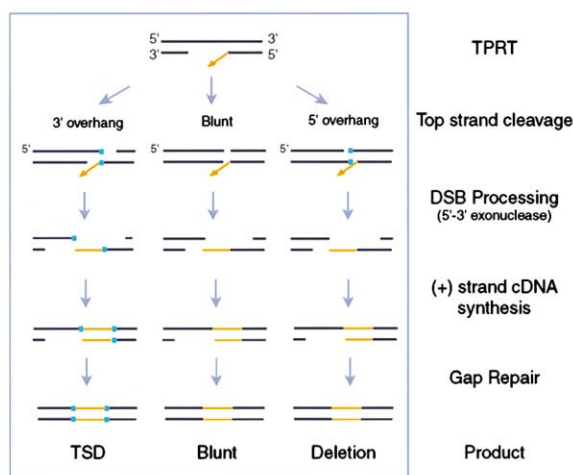 5' 3' TPRT
3' 5'
3' overhang Blunt 5' overhang Top strand cleavage
5' 5'
DSB Processing
(5'-3' exonuclease)
(+) strand cDNA
synthesis
Gap Repair
TSD Blunt Deletion Product